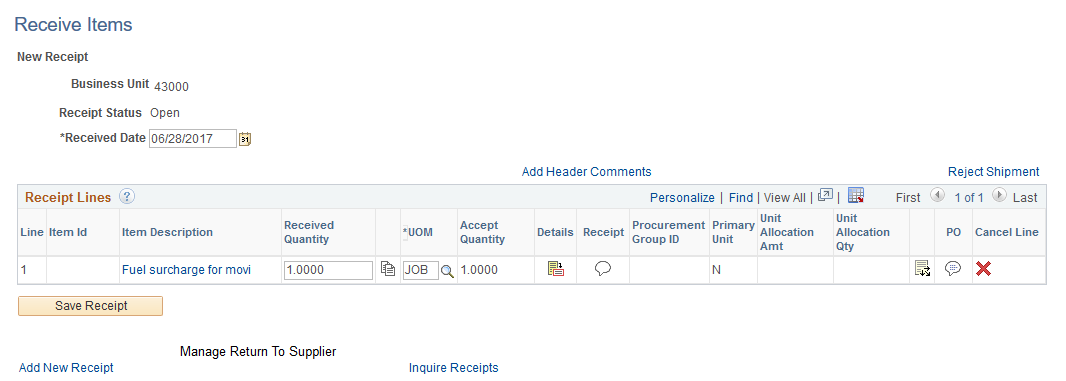 Receive Items
New Receipt
Business Unit 43000
Receipt Status Open
*Received Date 06/28/2017 31
Add Header Comments Reject Shipment
Receipt Lines ? Personalize | Find | View All | | First 1 of 1 Last
Line Item Id Item Description Received Quantity *UOM Accept Quantity Details Receipt Procurement Group ID Primary Unit Unit Allocation Amt Unit Allocation Qty PO Cancel Line
1 Fuel surcharge for movi 1.0000 JOB 1.0000 N
Save Receipt
Manage Return To Supplier
Add New Receipt Inquire Receipts